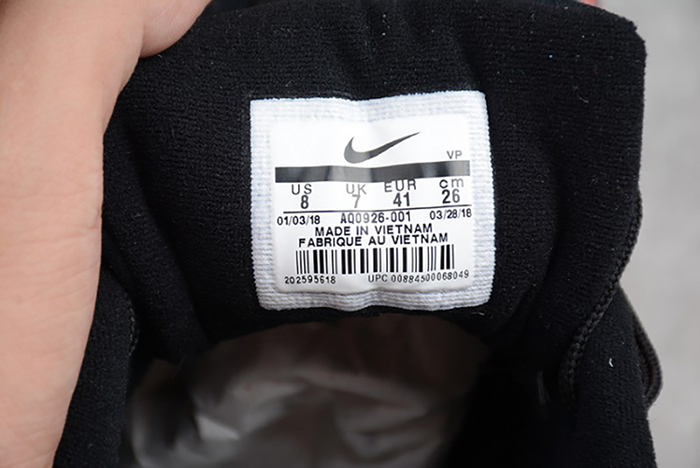 VP
US UK EUR cm
8 7 41 26
01/03/18 AQ0926-001 03/28/18
MADE IN VIETNAM
FABRIQUE AU VIETNAM
202595618 UPC 00884500068049